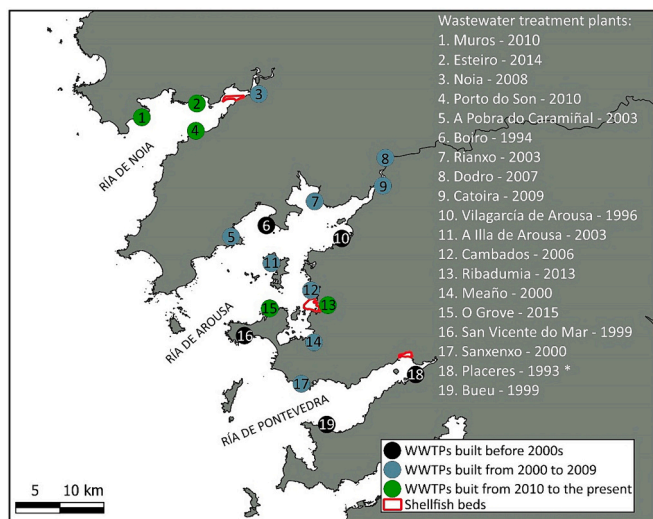 Wastewater treatment plants:
1. Muros - 2010
2. Esteiro - 2014
3. Noia - 2008
4. Porto do Son - 2010
5. A Pobra do Caramiñal - 2003
6. Boiro - 1994
7. Rianxo - 2003
8. Dodro - 2007
9. Catoira - 2009
10. Vilagarcía de Arousa - 1996
11. A Illa de Arousa - 2003
12. Cambados - 2006
13. Ribadumia - 2013
14. Meaño - 2000
15. O Grove - 2015
16. San Vicente do Mar - 1999
17. Sanxenxo - 2000
18. Placeres - 1993 *
19. Bueu - 1999
3
2
1
4
RÍA DE NOIA
8
9
7
6
5
10
11
12
15
13
RÍA DE AROUSA
16
14
18
17
RÍA DE PONTEVEDRA
19
WWTPs built before 2000s
WWTPs built from 2000 to 2009
WWTPs buit from 2010 to the present
Shellfish beds
5 10 km